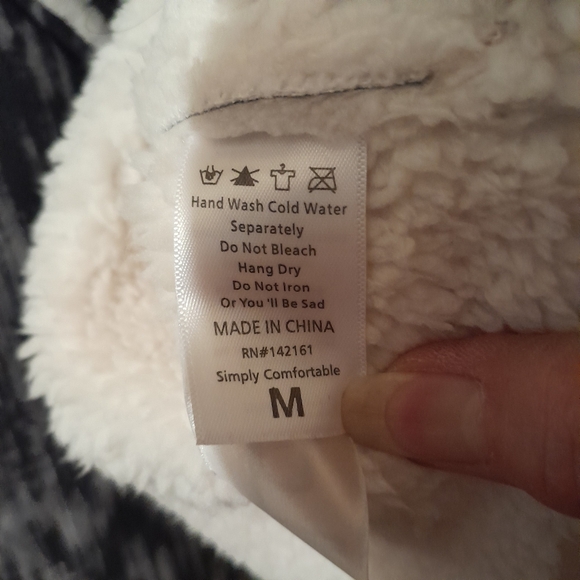 Hand Wash Cold Water
Separately
Do Not Bleach
Hang Dry
Do Not Iron
Or You'll Be Sad
MADE IN CHINA
RN#142161
Simply Comfortable
M